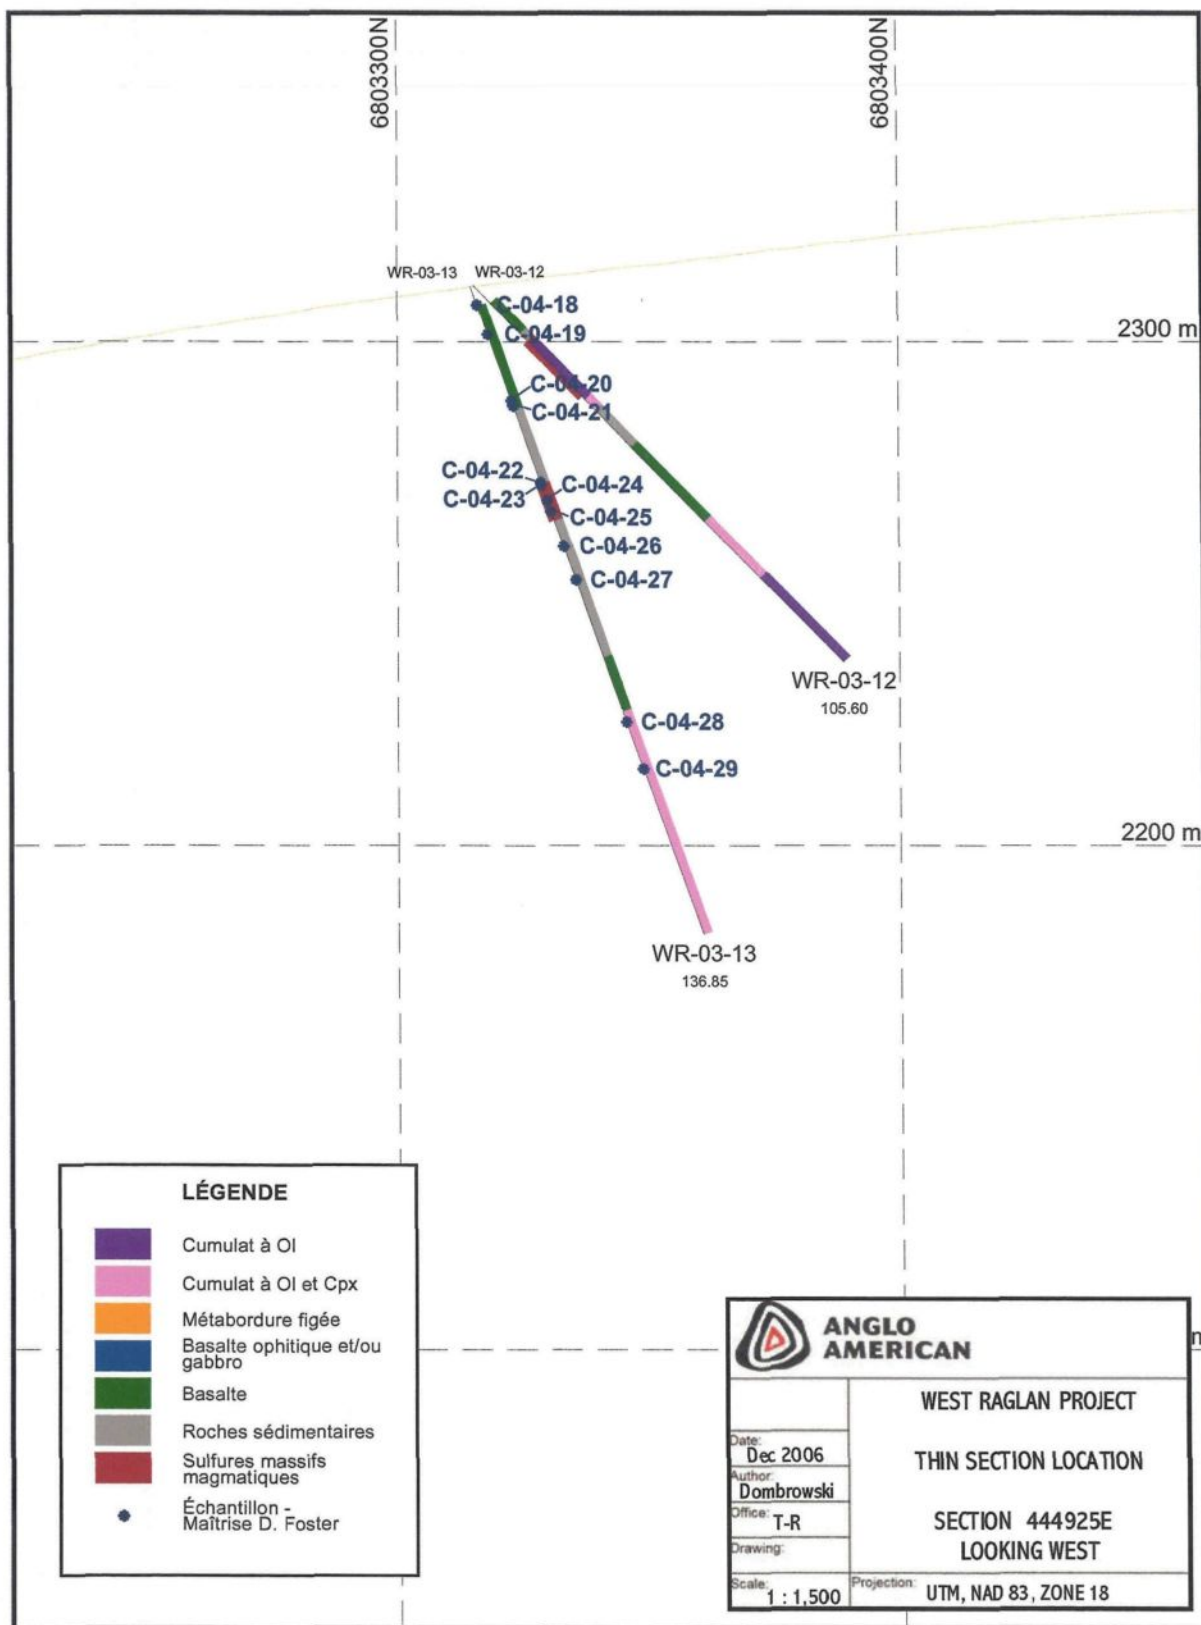 6803300N
6803400N
WR-03-13 WR-03-12
C-04-18
C-04-19
2300 m
C-04-20
C-04-21
C-04-22
C-04-24
C-04-23
C-04-25
C-04-26
C-04-27
WR-03-12
105.60
C-04-28
C-04-29
2200 m
WR-03-13
136.85
LÉGENDE
Cumulat à Ol
Cumulat à Ol et Cpx
Métabordure figée
Basalte ophitique et/ou
gabbro
Basalte
Roches sédimentaires
Sulfures massifs
magmatiques
Échantillon -
Maîtrise D. Foster
ANGLO
AMERICAN
WEST RAGLAN PROJECT
Date:
Dec 2006
THIN SECTION LOCATION
Author:
Dombrowski
Office: T-R
SECTION 444925E
LOOKING WEST
Drawing:
Scale: 1 : 1,500
Projection: UTM, NAD 83, ZONE 18